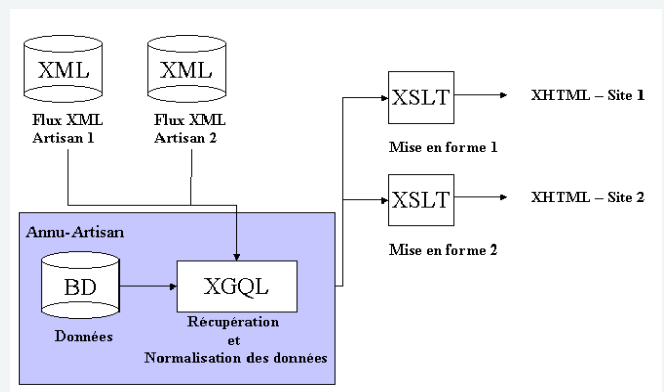 XML
Flux XML
Artisan 1
XML
Flux XML
Artisan 2
XSLT
Mise en forme 1
XHTML – Site 1
XSLT
Mise en forme 2
XHTML – Site 2
Annu-Artisan
BD
Données
XGQL
Récupération
et
Normalisation des données